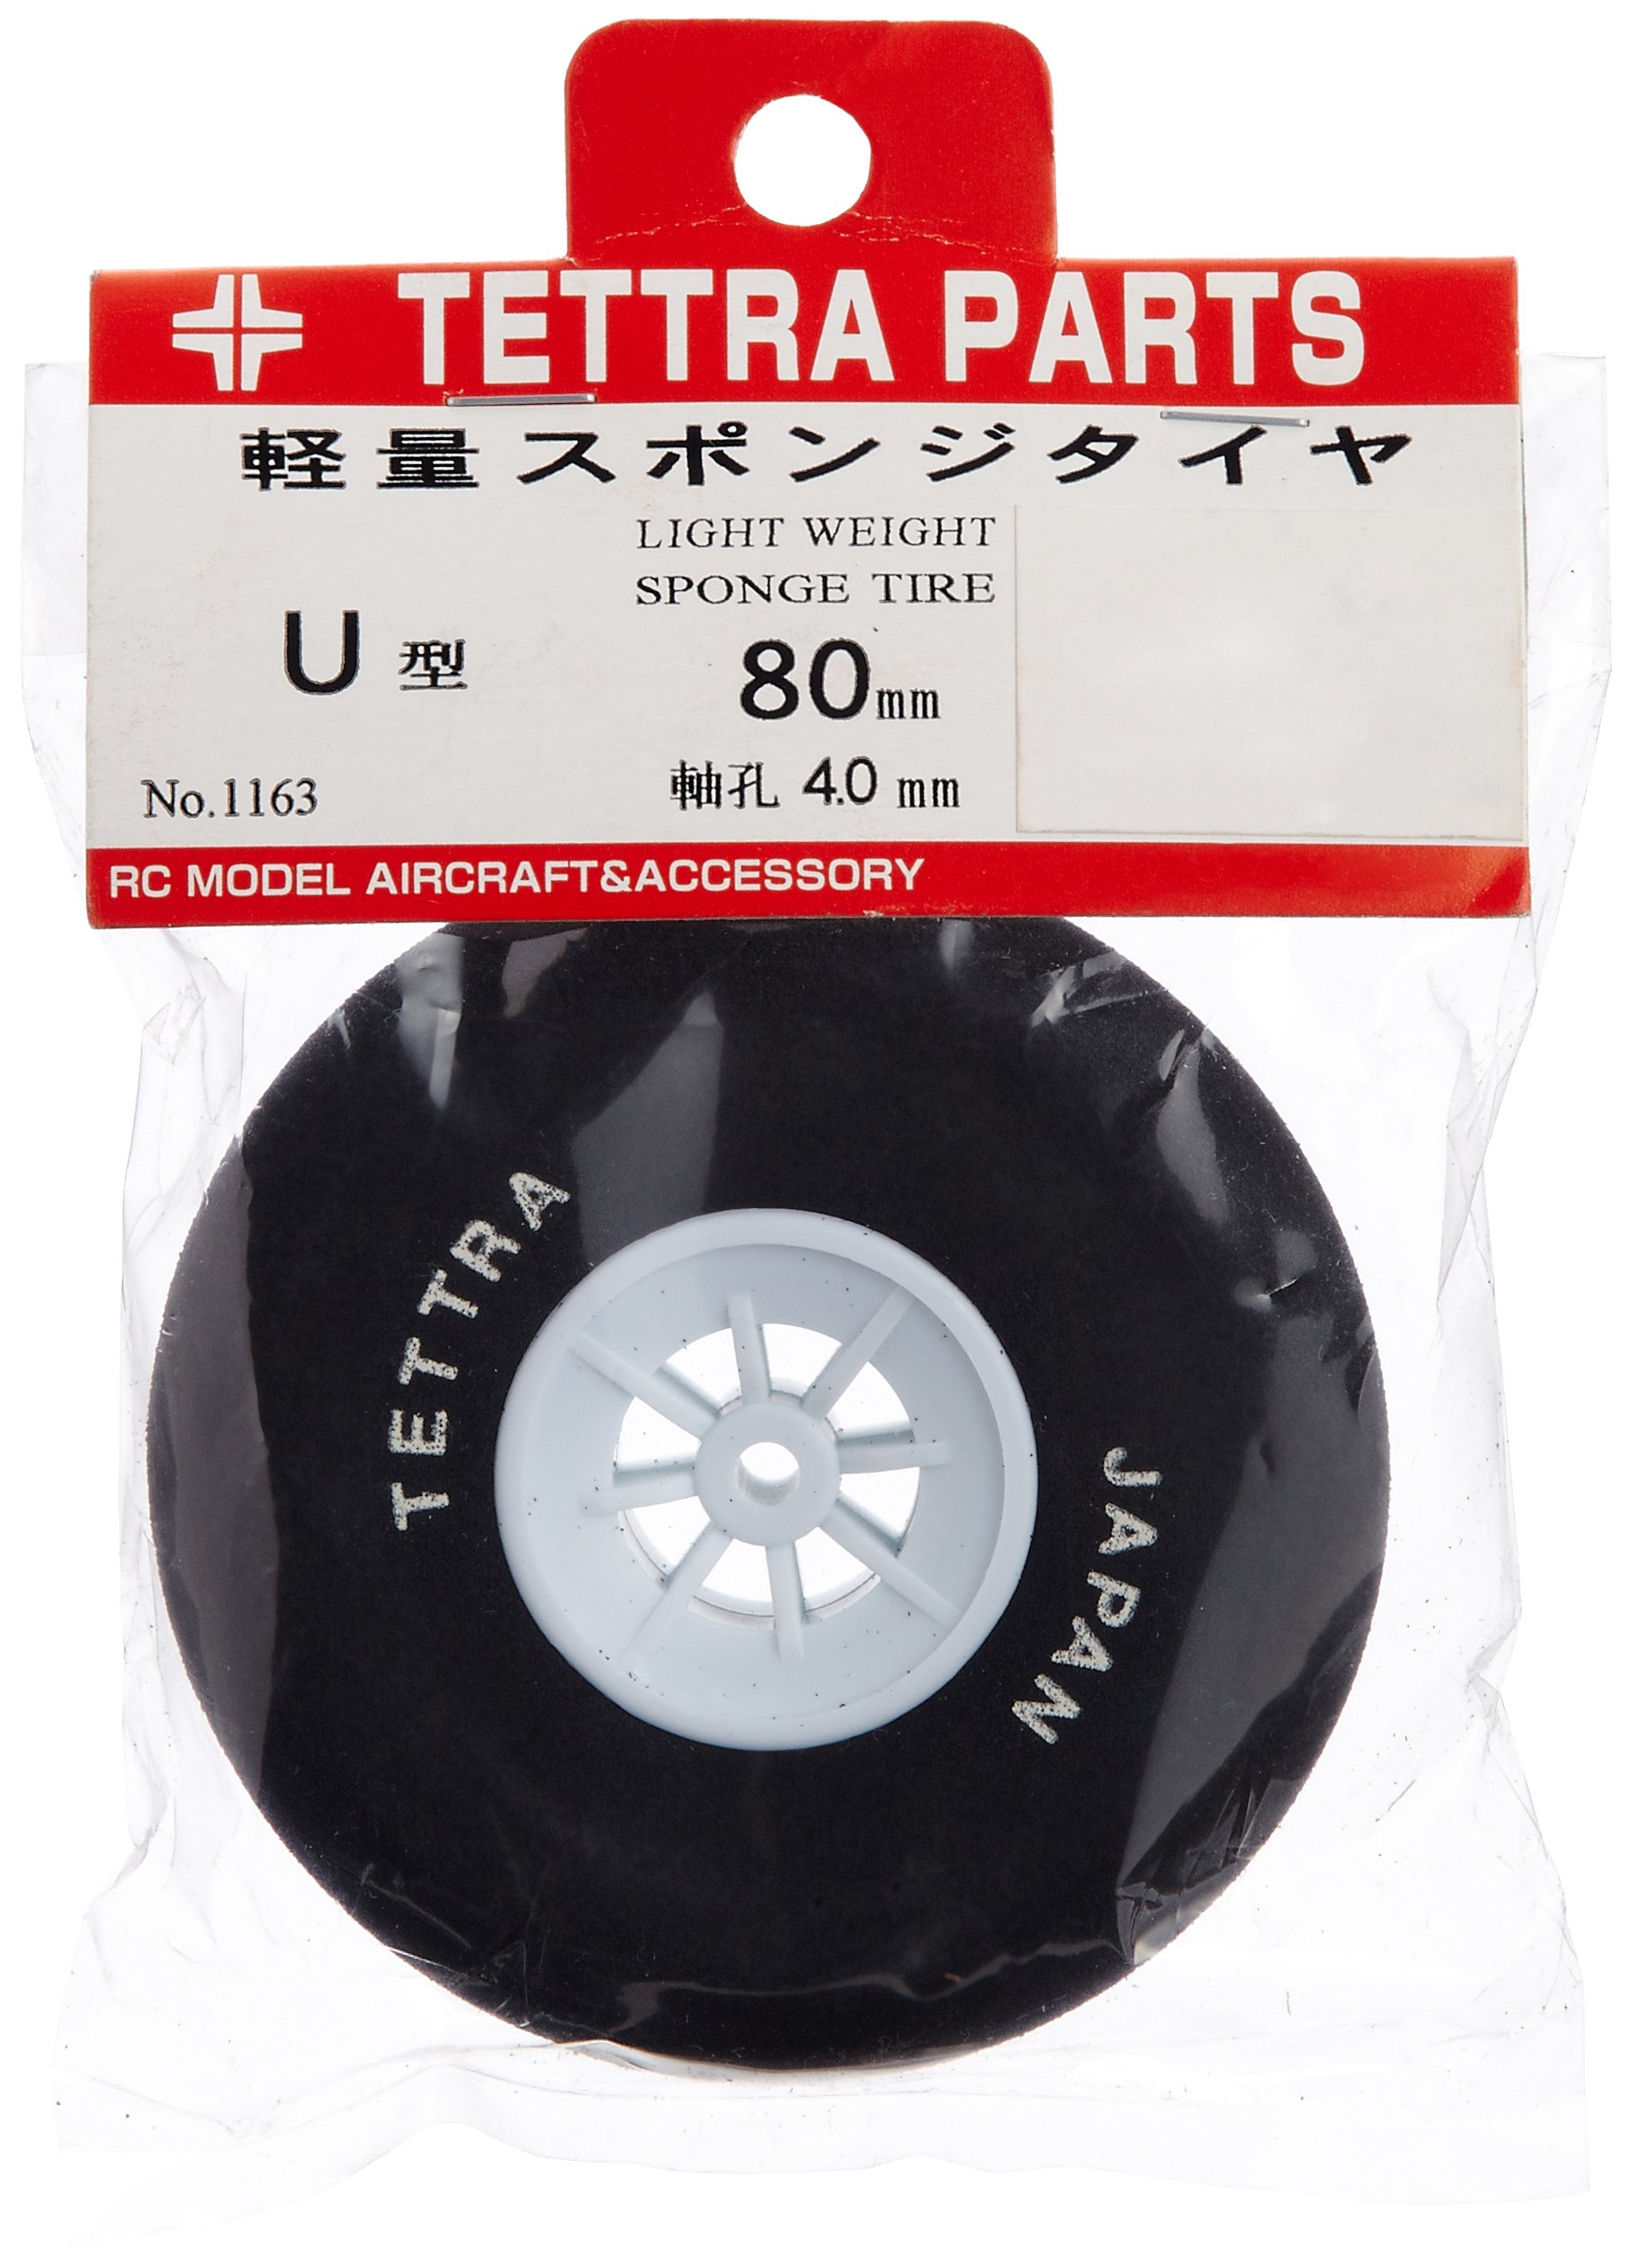 TETTRA PARTS
軽量スポンジタイヤ
LIGHT WEIGHT
SPONGE TIRE
U型
80mm
No.1163
軸孔 4.0 mm
RC MODEL AIRCRAFT&ACCESSORY
TETTRA
JAPAN